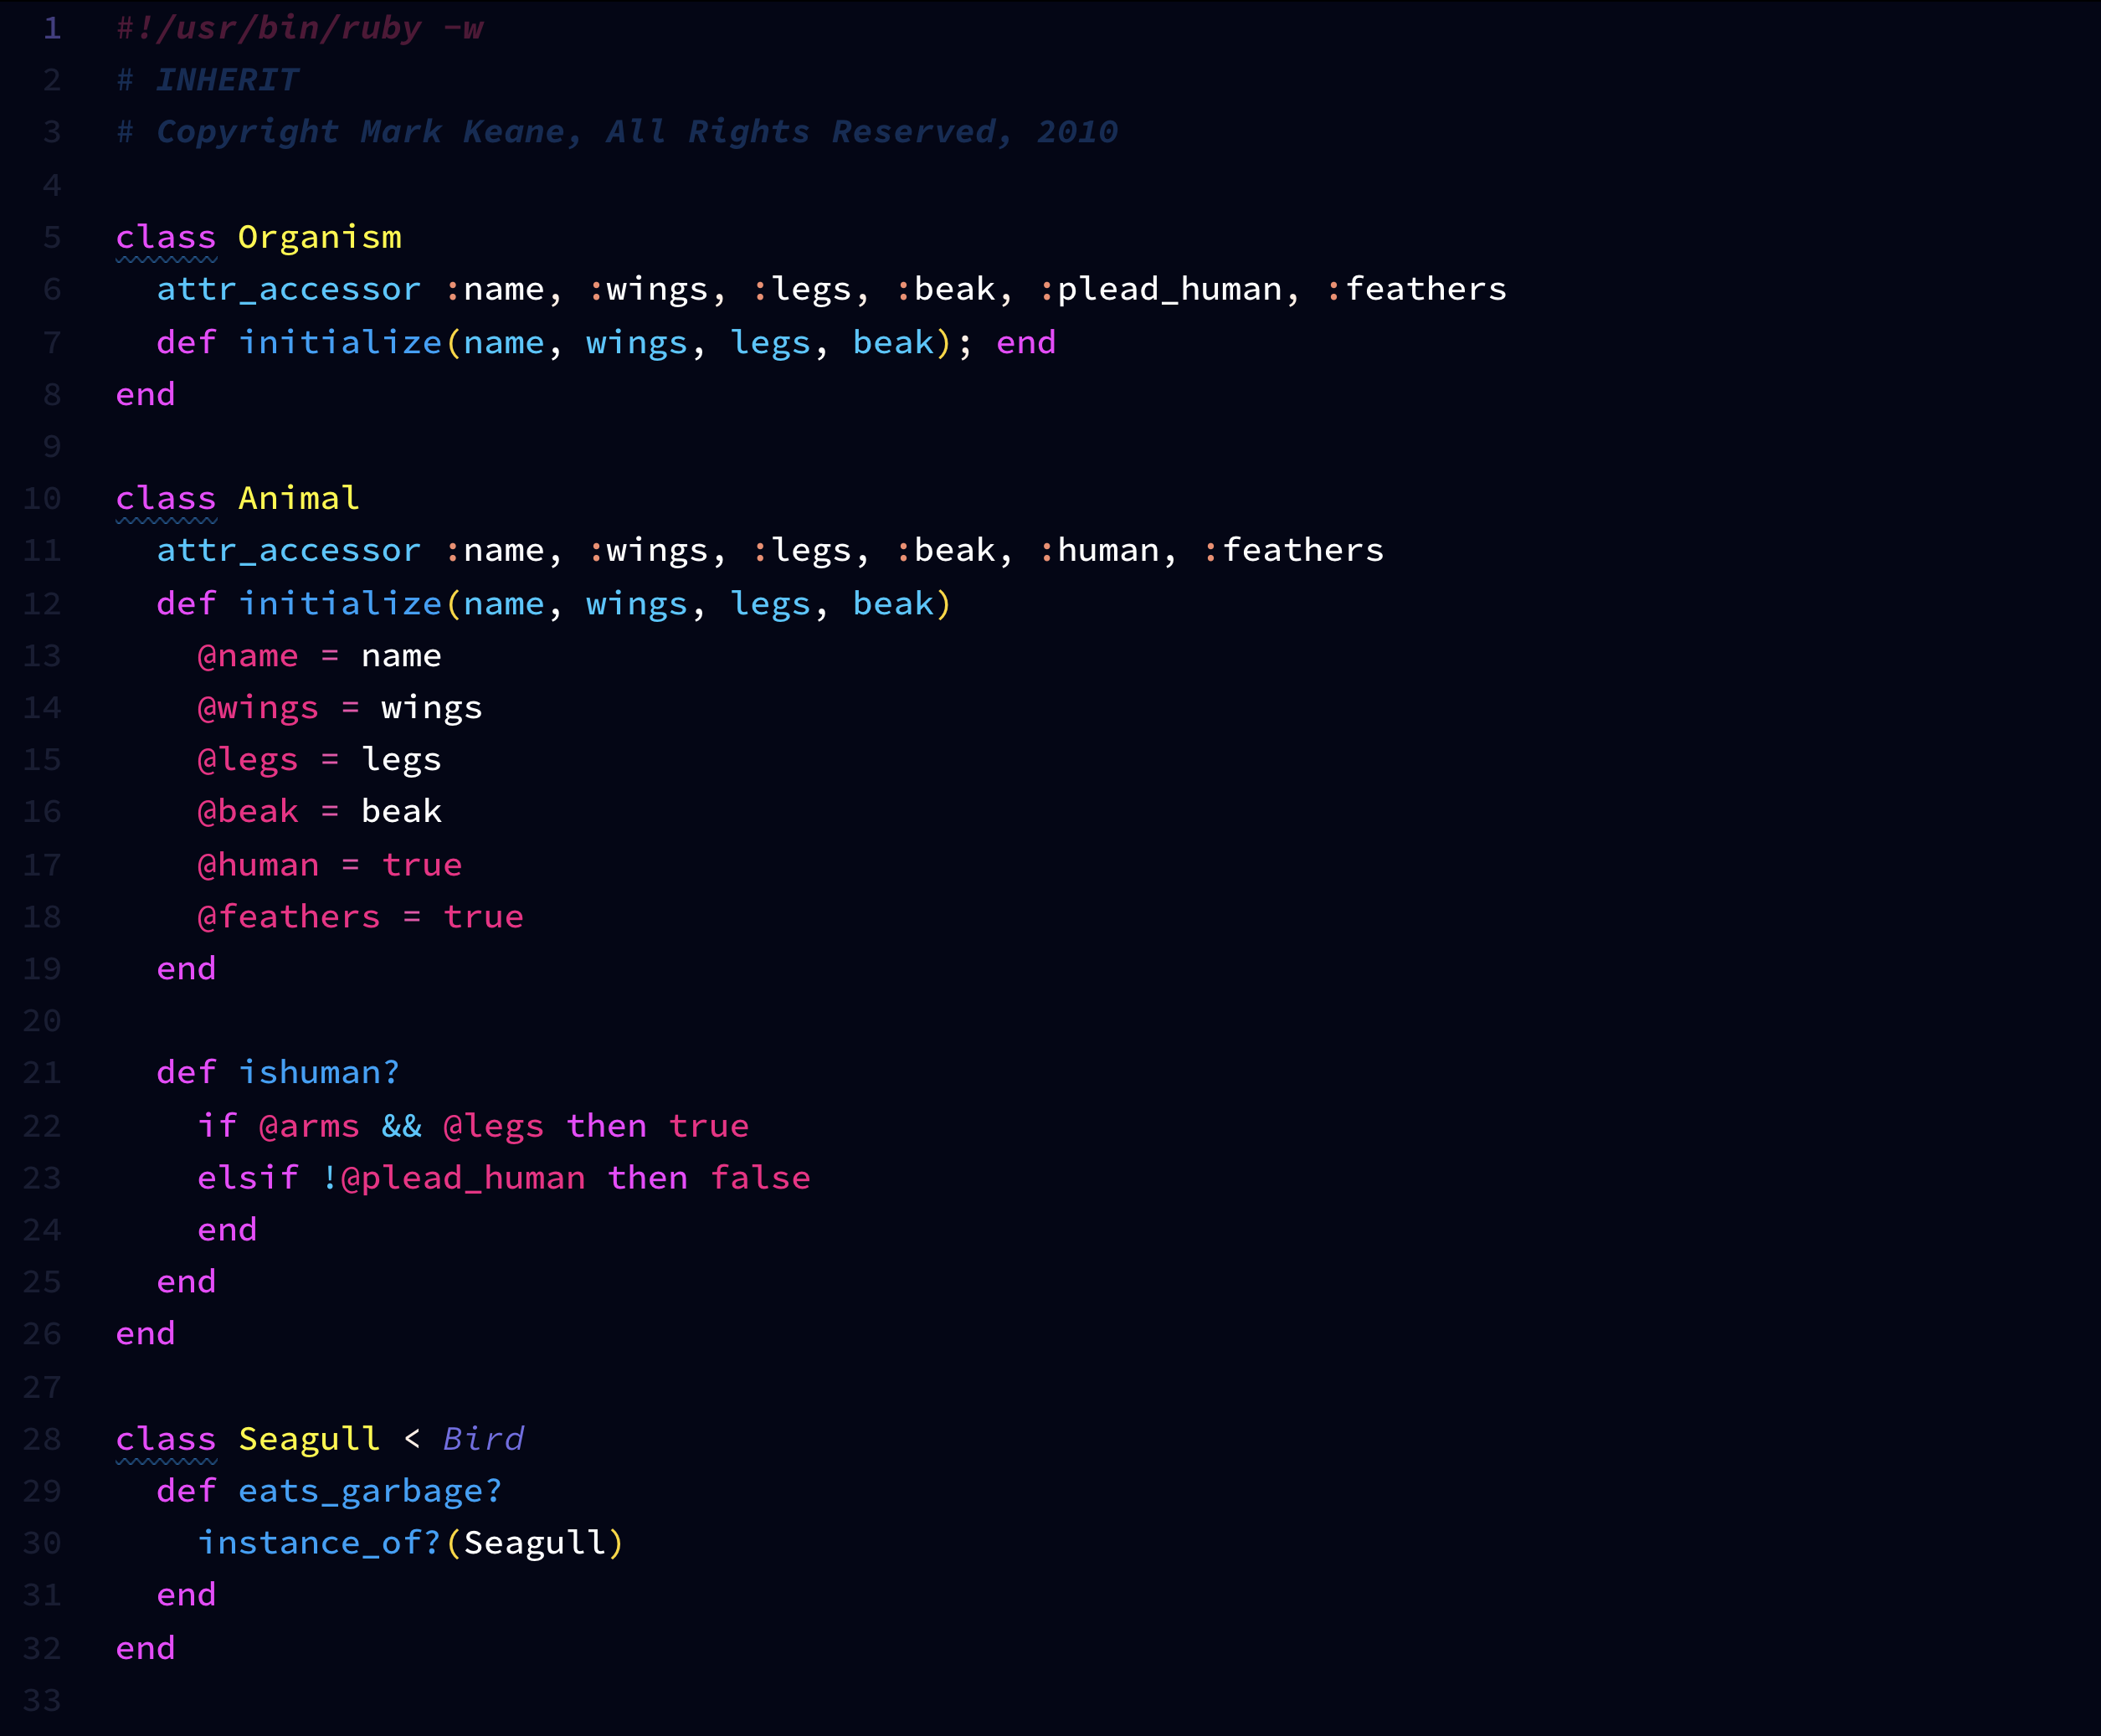 1 #!/usr/bin/ruby -w
2 # INHERIT
3 # Copyright Mark Keane, All Rights Reserved, 2010
4
5 class Organism
6   attr_accessor :name, :wings, :legs, :beak, :plead_human, :feathers
7   def initialize(name, wings, legs, beak); end
8 end
9
10 class Animal
11   attr_accessor :name, :wings, :legs, :beak, :human, :feathers
12   def initialize(name, wings, legs, beak)
13     @name = name
14     @wings = wings
15     @legs = legs
16     @beak = beak
17     @human = true
18     @feathers = true
19   end
20
21   def ishuman?
22     if @arms && @legs then true
23     elsif !@plead_human then false
24     end
25   end
26 end
27
28 class Seagull < Bird
29   def eats_garbage?
30     instance_of?(Seagull)
31   end
32 end
33